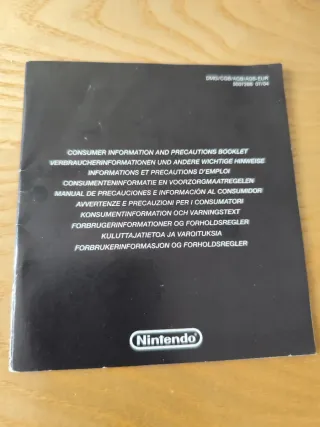 CONSUMER INFORMATION AND PRECAUTIONS BOOKLET
VERBRAUCHERINFORMATIONEN UND ANDERE WICHTIGE HINWEISE
INFORMATIONS ET PRÉCAUTIONS D'EMPLOI
CONSUMENTENINFORMATIE EN VOORZORGMAATREGELEN
MANUAL DE PRECAUCIONES E INFORMACIÓN AL CONSUMIDOR
AVVERTENZE E PRECAUZIONI PER I CONSUMATORI
KONSUMENTINFORMATION OCH VARNINGSTEXT
FORBRUGERINFORMATIONER OG FORHOLDSREGLER
KULUTTAJATIETOA JA VAROITUKSIA
FORBRUKERINFORMASJON OG FORHOLDSREGLER
Nintendo